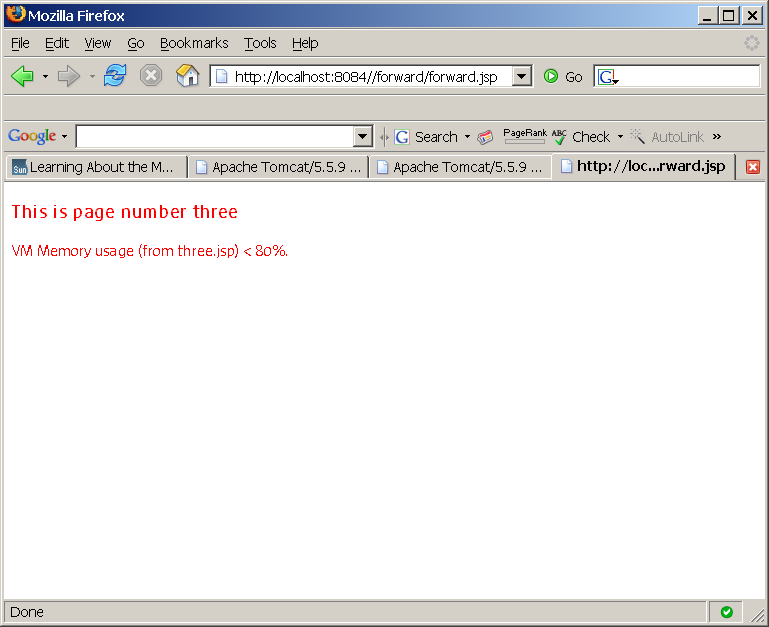 Mozilla Firefox
File Edit View Go Bookmarks Tools Help
http://localhost:8084//forward/forward.jsp Go G
Google G Search PageRank ABC Check AutoLink »
Sun Learning About the M... Apache Tomcat/5.5.9 ... Apache Tomcat/5.5.9 ... http://loc...rward.jsp
This is page number three
VM Memory usage (from three.jsp) < 80%.
Done